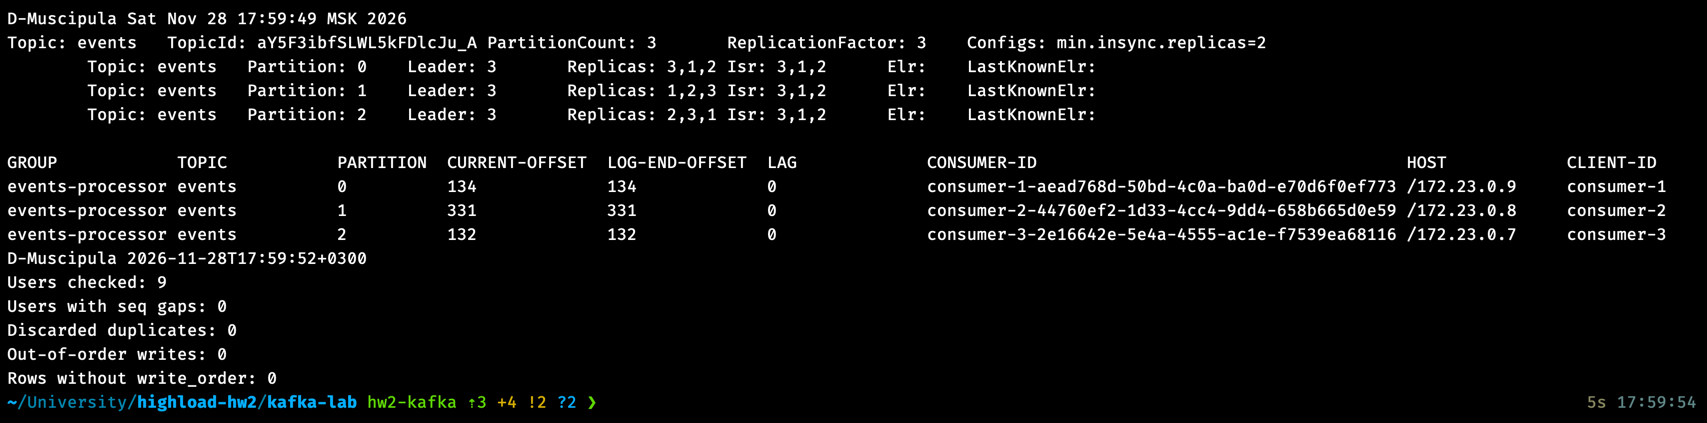 D-Muscipula Sat Nov 28 17:59:49 MSK 2026
Topic: events   TopicId: aY5F3ibfSLWL5kFDlcJu_A PartitionCount: 3       ReplicationFactor: 3    Configs: min.insync.replicas=2
        Topic: events   Partition: 0    Leader: 3       Replicas: 3,1,2 Isr: 3,1,2      Elr:    LastKnownElr:
        Topic: events   Partition: 1    Leader: 3       Replicas: 1,2,3 Isr: 3,1,2      Elr:    LastKnownElr:
        Topic: events   Partition: 2    Leader: 3       Replicas: 2,3,1 Isr: 3,1,2      Elr:    LastKnownElr:
GROUP            TOPIC           PARTITION  CURRENT-OFFSET  LOG-END-OFFSET  LAG             CONSUMER-ID                                     HOST            CLIENT-ID
events-processor events          0          134             134             0               consumer-1-aead768d-50bd-4c0a-ba0d-e70d6f0ef773 /172.23.0.9     consumer-1
events-processor events          1          331             331             0               consumer-2-44760ef2-1d33-4cc4-9dd4-658b665d0e59 /172.23.0.8     consumer-2
events-processor events          2          132             132             0               consumer-3-2e16642e-5e4a-4555-ac1e-f7539ea68116 /172.23.0.7     consumer-3
D-Muscipula 2026-11-28T17:59:52+0300
Users checked: 9
Users with seq gaps: 0
Discarded duplicates: 0
Out-of-order writes: 0
Rows without write_order: 0
~/University/highload-hw2/kafka-lab hw2-kafka ⇡3 +4 !2 ?2 ❯ 5s 17:59:54